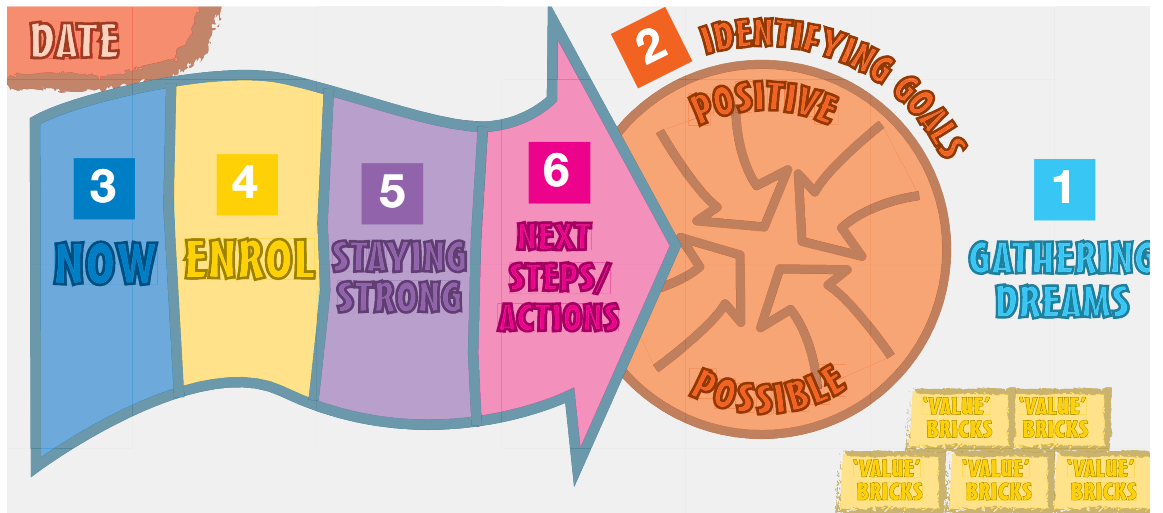 DATE
2
IDENTIFYING GOALS
POSITIVE
3
NOW
4
ENROL
5
STAYING
STRONG
6
NEXT
STEPS/
ACTIONS
1
GATHERING
DREAMS
POSSIBLE
'VALUE'
BRICKS
'VALUE'
BRICKS
'VALUE'
BRICKS
'VALUE'
BRICKS
'VALUE'
BRICKS